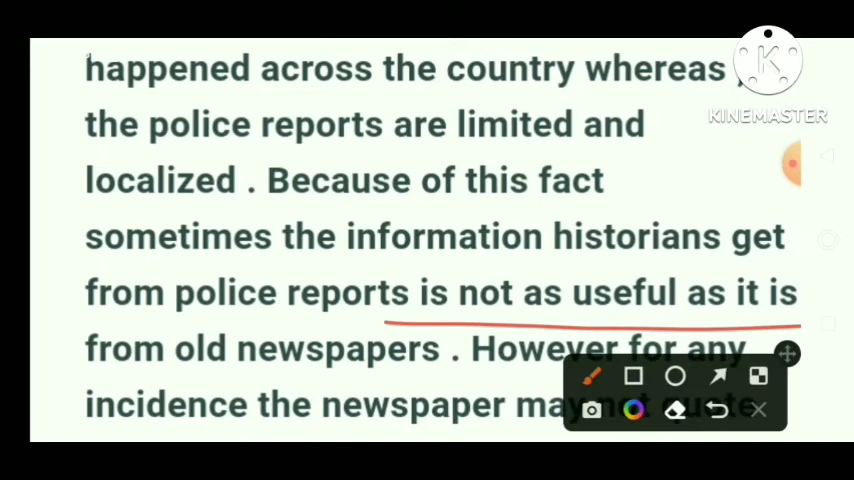 happened across the country whereas ,
KINEMASTER
the police reports are limited and
localized . Because of this fact
sometimes the information historians get
from police reports is not as useful as it is
from old newspapers . However for any
incidence the newspaper may not quote